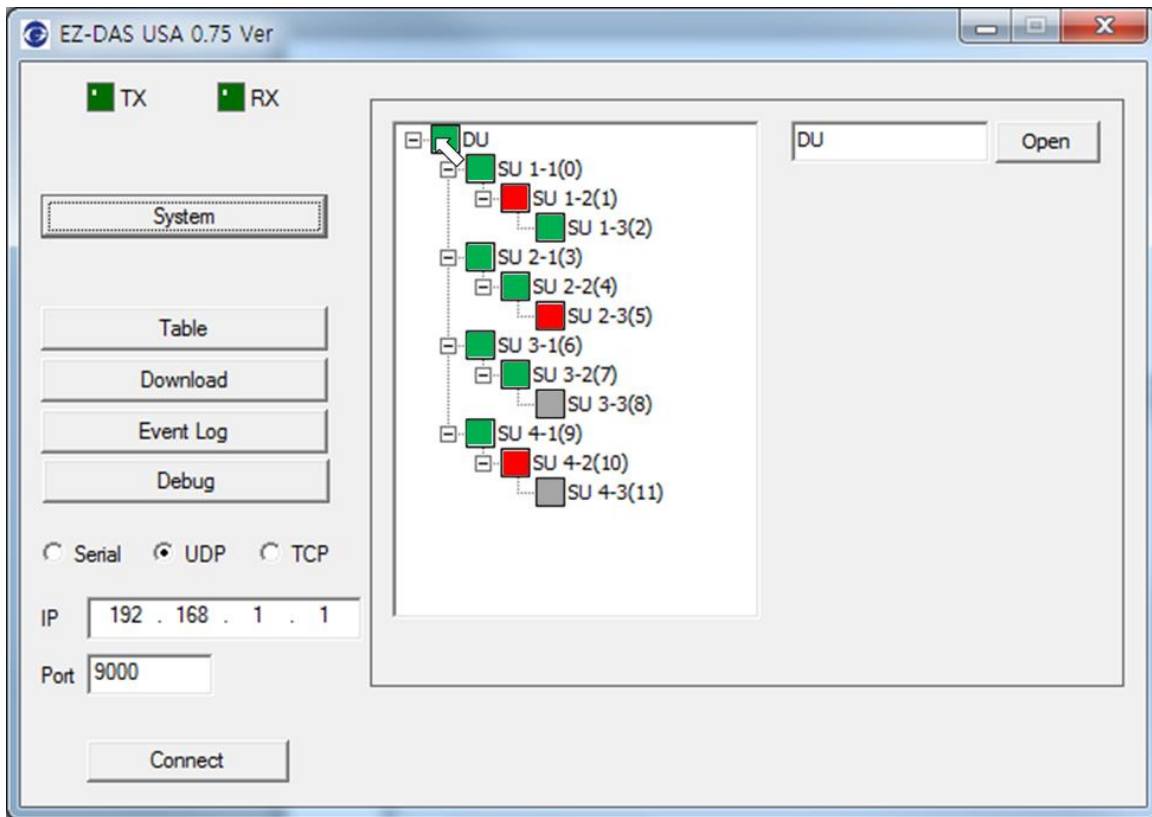 EZ-DAS USA 0.75 Ver
TX RX
System
Table
Download
Event Log
Debug
Serial UDP TCP
IP 192 . 168 . 1 . 1
Port 9000
Connect
DU
SU 1-1(0)
SU 1-2(1)
SU 1-3(2)
SU 2-1(3)
SU 2-2(4)
SU 2-3(5)
SU 3-1(6)
SU 3-2(7)
SU 3-3(8)
SU 4-1(9)
SU 4-2(10)
SU 4-3(11)
DU Open